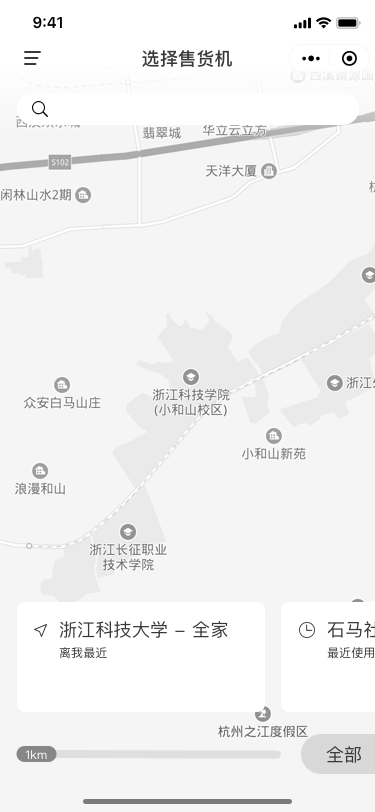 9:41
选择售货机
翡翠城
华立云立方
S102
天洋大厦
闲林山水2期
浙江科技学院
(小和山校区)
众安白马山庄
小和山新苑
浪漫和山
浙江长征职业
技术学院
浙江科技大学 – 全家
离我最近
石马社
最近使用
杭州之江度假区
1km
全部